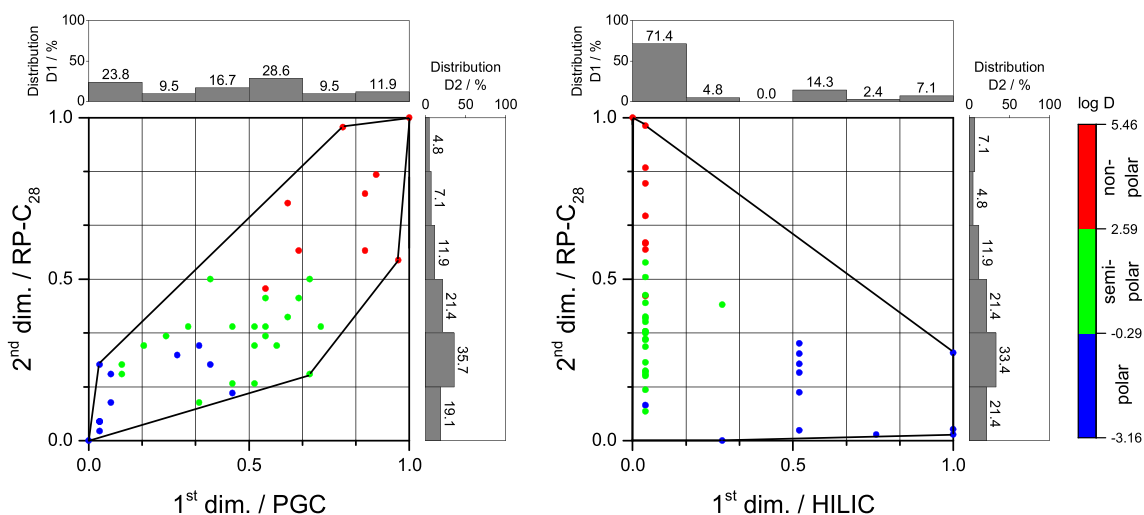 Distribution
D1 / %
100
50
0
23.8
9.5
16.7
28.6
9.5
11.9
Distribution
D2 / %
0 50 100
4.8
7.1
11.9
21.4
35.7
19.1
2nd dim. / RP-C28
1.0
0.5
0.0
0.0 0.5 1.0
1st dim. / PGC
Distribution
D1 / %
100
50
0
71.4
4.8
0.0
14.3
2.4
7.1
Distribution
D2 / %
0 50 100
7.1
4.8
11.9
21.4
33.4
21.4
2nd dim. / RP-C28
1.0
0.5
0.0
0.0 0.5 1.0
1st dim. / HILIC
log D
5.46
non-
polar
2.59
semi-
polar
-0.29
polar
-3.16